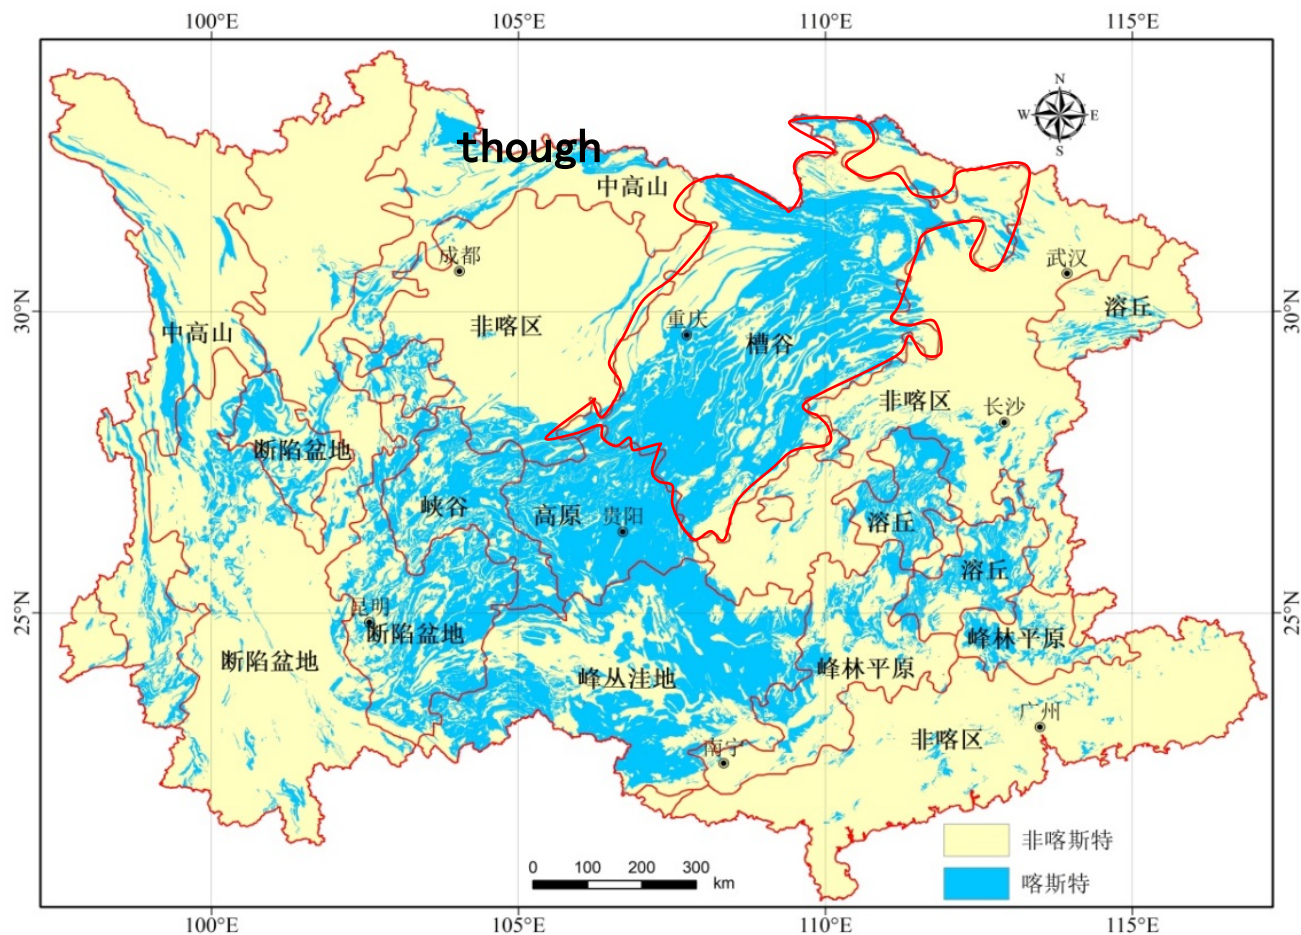 100°E 105°E 110°E 115°E
N
W E
S
though
中高山
成都
武汉
30°N 30°N
溶丘
中高山
非喀区
重庆
槽谷
非喀区
长沙
断陷盆地
峡谷
高原
贵阳
溶丘
溶丘
25°N 25°N
昆明
断陷盆地
峰林平原
断陷盆地
峰丛洼地
峰林平原
广州
非喀区
南宁
非喀斯特
0 100 200 300
km
喀斯特
100°E 105°E 110°E 115°E